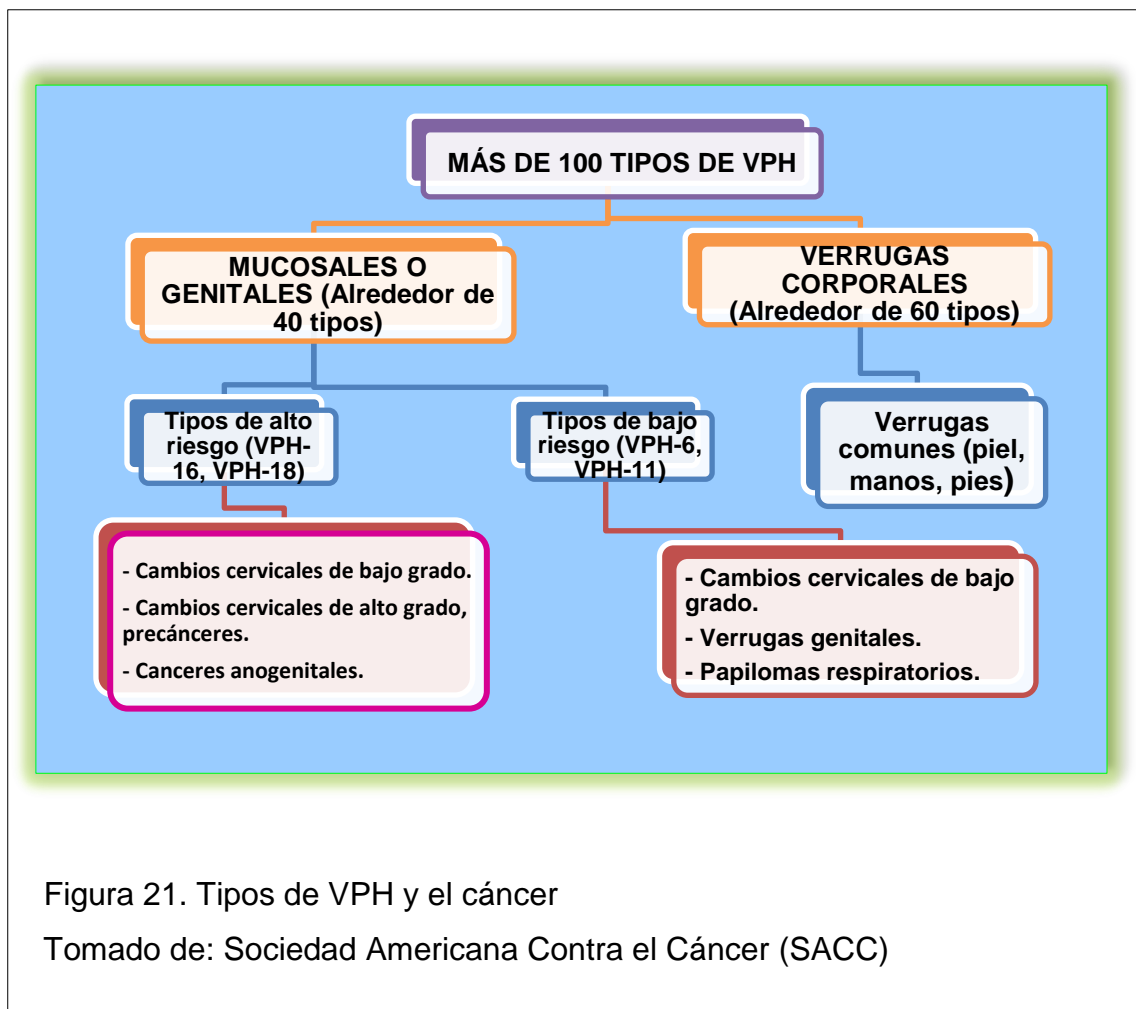 MÁS DE 100 TIPOS DE VPH
MUCOSALES O
GENITALES (Alrededor de
40 tipos)
VERRUGAS
CORPORALES
(Alrededor de 60 tipos)
Tipos de alto
riesgo (VPH-
16, VPH-18)
Tipos de bajo
riesgo (VPH-6,
VPH-11)
Verrugas
comunes (piel,
manos, pies)
- Cambios cervicales de bajo grado.
- Cambios cervicales de alto grado,
precánceres.
- Canceres anogenitales.
- Cambios cervicales de bajo
grado.
- Verrugas genitales.
- Papilomas respiratorios.
Figura 21. Tipos de VPH y el cáncer
Tomado de: Sociedad Americana Contra el Cáncer (SACC)